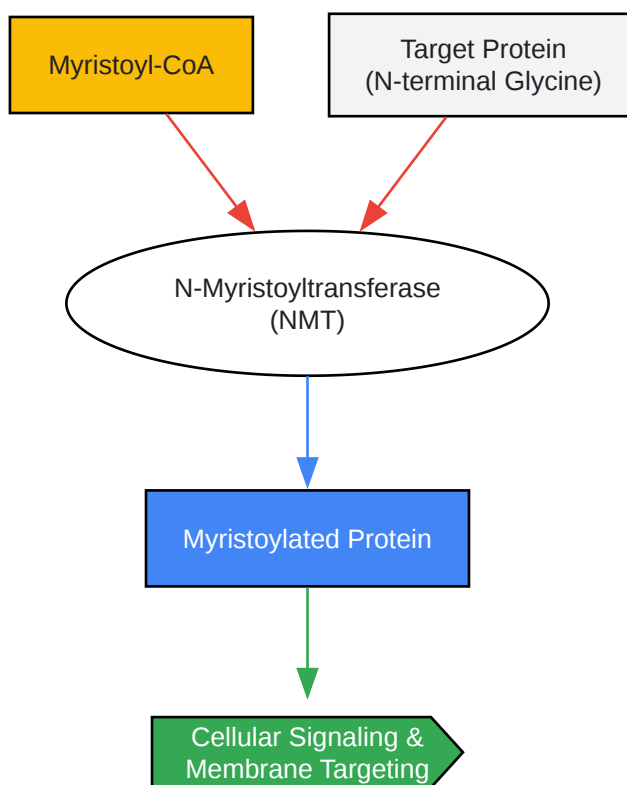 Myristoyl-CoA
Target Protein
(N-terminal Glycine)
N-Myristoyltransferase
(NMT)
Myristoylated Protein
Cellular Signaling &
Membrane Targeting